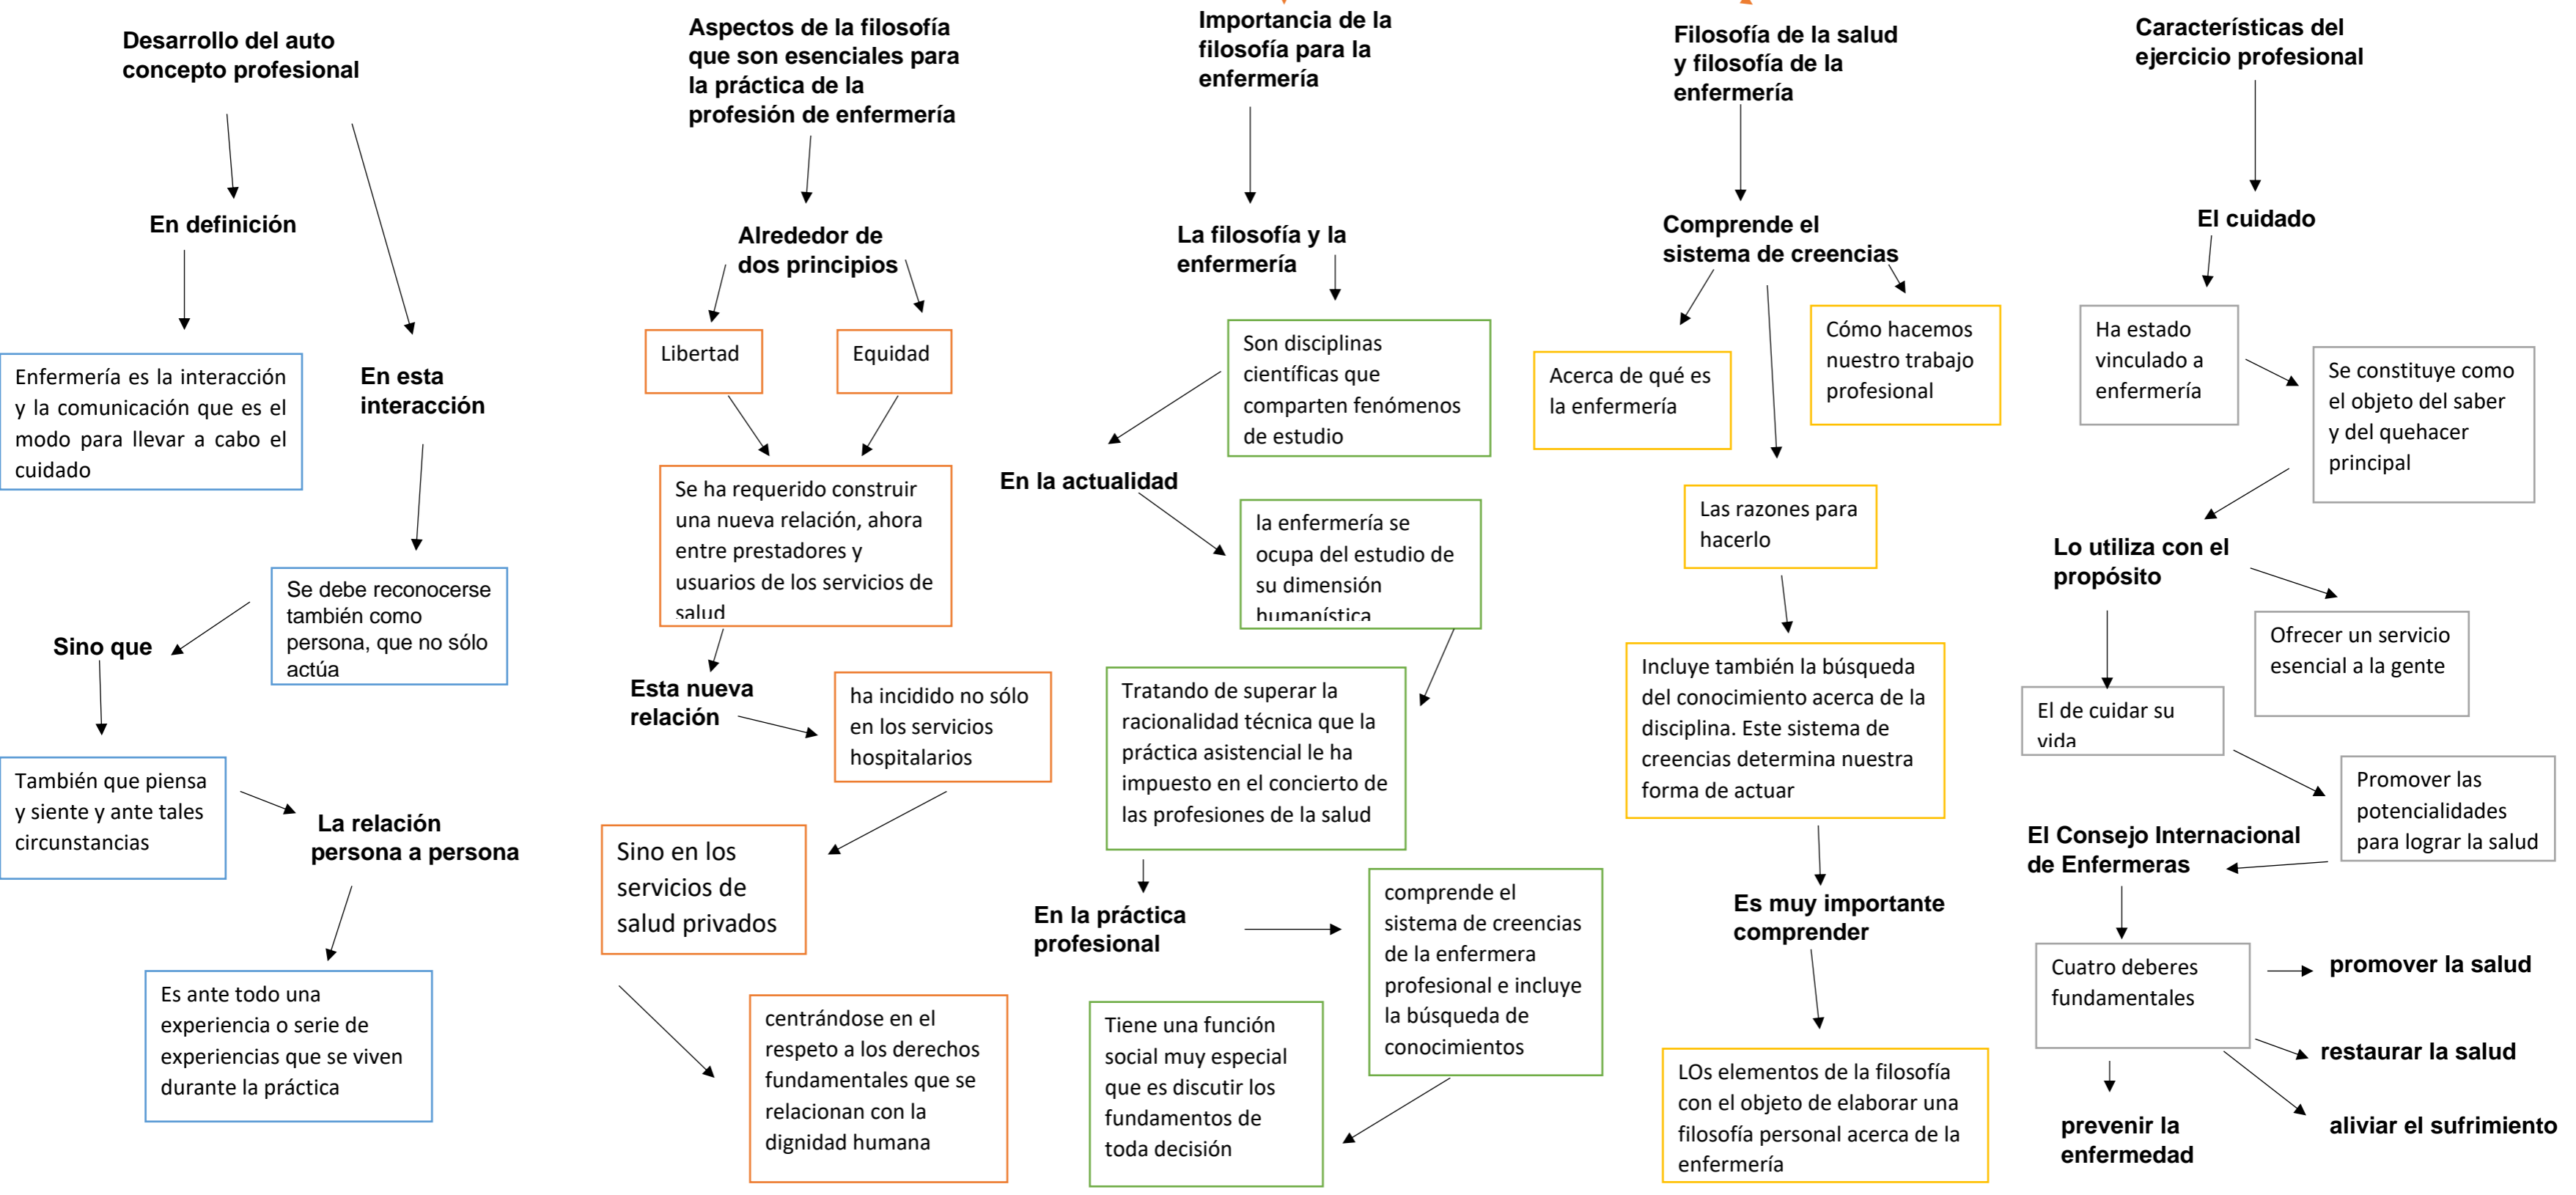 Desarrollo del auto
concepto profesional
En definición
Enfermería es la interacción
y la comunicación que es el
modo para llevar a cabo el
cuidado
En esta
interacción
Se debe reconocerse
también como
persona, que no sólo
actúa
Sino que
También que piensa
y siente y ante tales
circunstancias
La relación
persona a persona
Es ante todo una
experiencia o serie de
experiencias que se viven
durante la práctica
Aspectos de la filosofía
que son esenciales para
la práctica de la
profesión de enfermería
Alrededor de
dos principios
Libertad
Equidad
Se ha requerido construir
una nueva relación, ahora
entre prestadores y
usuarios de los servicios de
salud
Esta nueva
relación
ha incidido no sólo
en los servicios
hospitalarios
Sino en los
servicios de
salud privados
centrándose en el
respeto a los derechos
fundamentales que se
relacionan con la
dignidad humana
Importancia de la
filosofía para la
enfermería
La filosofía y la
enfermería
Son disciplinas
científicas que
comparten fenómenos
de estudio
En la actualidad
la enfermería se
ocupa del estudio de
su dimensión
humanística
Tratando de superar la
racionalidad técnica que la
práctica asistencial le ha
impuesto en el concierto de
las profesiones de la salud
En la práctica
profesional
comprende el
sistema de creencias
de la enfermera
profesional e incluye
la búsqueda de
conocimientos
Tiene una función
social muy especial
que es discutir los
fundamentos de
toda decisión
Filosofía de la salud
y filosofía de la
enfermería
Comprende el
sistema de creencias
Acerca de qué es
la enfermería
Cómo hacemos
nuestro trabajo
profesional
Las razones para
hacerlo
Incluye también la búsqueda
del conocimiento acerca de la
disciplina. Este sistema de
creencias determina nuestra
forma de actuar
Es muy importante
comprender
LOs elementos de la filosofía
con el objeto de elaborar una
filosofía personal acerca de la
enfermería
Características del
ejercicio profesional
El cuidado
Ha estado
vinculado a
enfermería
Se constituye como
el objeto del saber
y del quehacer
principal
Lo utiliza con el
propósito
Ofrecer un servicio
esencial a la gente
El de cuidar su
vida
Promover las
potencialidades
para lograr la salud
El Consejo Internacional
de Enfermeras
Cuatro deberes
fundamentales
promover la salud
restaurar la salud
aliviar el sufrimiento
prevenir la
enfermedad